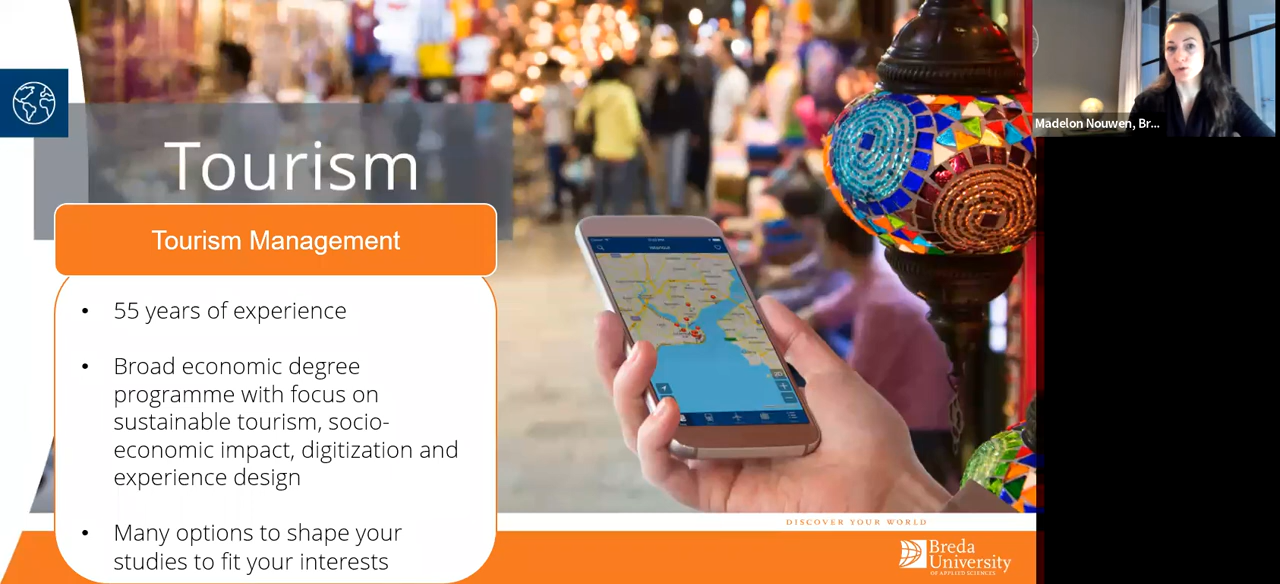 Tourism
Tourism Management
• 55 years of experience
• Broad economic degree
programme with focus on
sustainable tourism, socio-
economic impact, digitization and
experience design
• Many options to shape your
studies to fit your interests
Madelon Nouwen, Br...
DISCOVER YOUR WORLD
Breda
University
OF APPLIED SCIENCES